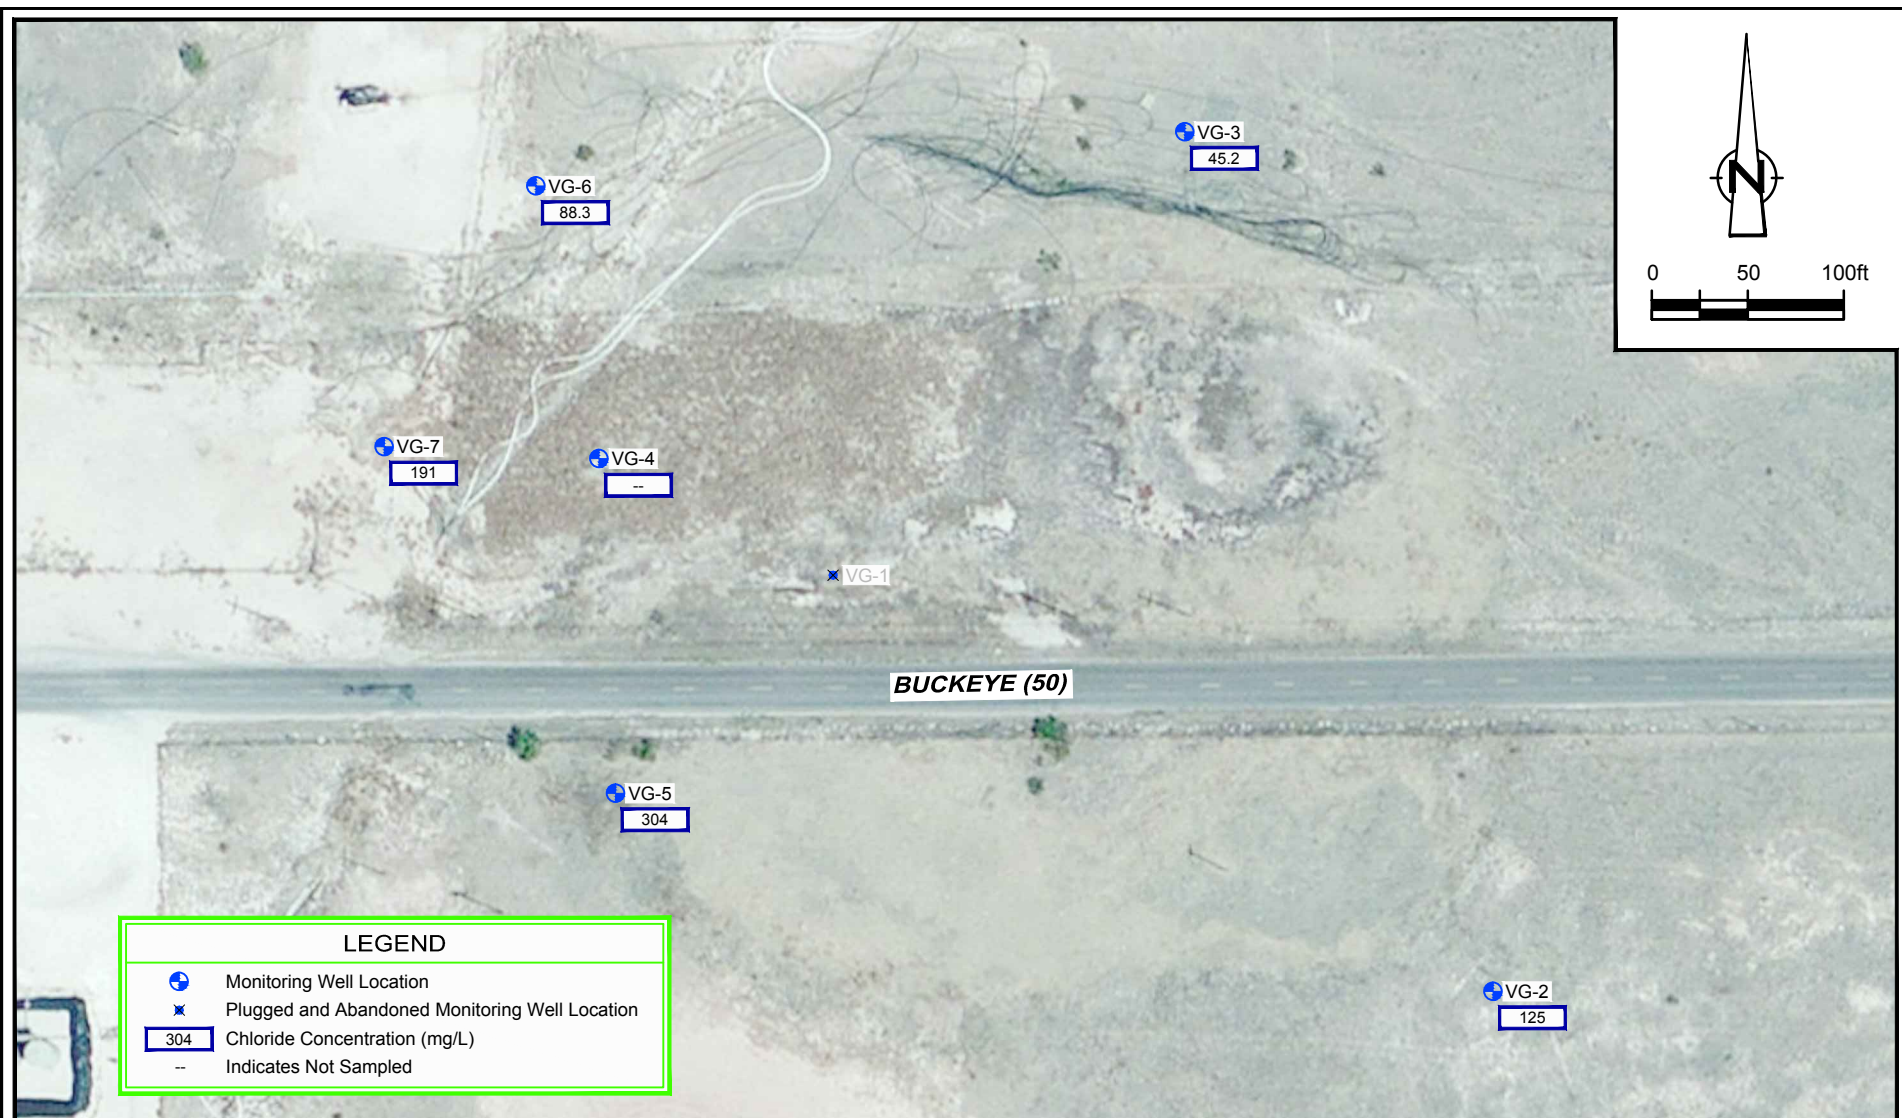 VG-3
45.2
N
0 50 100ft
VG-6
88.3
VG-7
191
VG-4
--
VG-1
BUCKEYE (50)
VG-5
304
VG-2
125
LEGEND
Monitoring Well Location
Plugged and Abandoned Monitoring Well Location
304 Chloride Concentration (mg/L)
-- Indicates Not Sampled